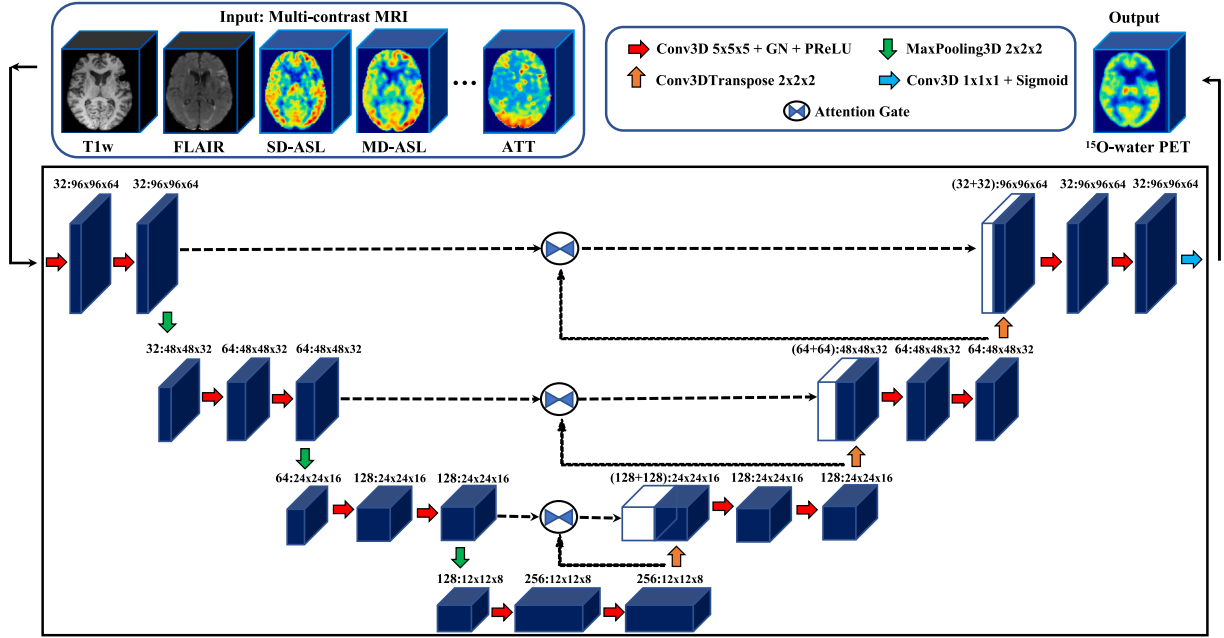 Input: Multi-contrast MRI
T1w
FLAIR
SD-ASL
MD-ASL
...
ATT
Conv3D 5x5x5 + GN + PReLU
MaxPooling3D 2x2x2
Conv3DTranspose 2x2x2
Conv3D 1x1x1 + Sigmoid
Attention Gate
Output
¹⁵O-water PET
32:96x96x64
32:96x96x64
(32+32):96x96x64
32:96x96x64
32:96x96x64
32:48x48x32
64:48x48x32
64:48x48x32
(64+64):48x48x32
64:48x48x32
64:48x48x32
64:24x24x16
128:24x24x16
128:24x24x16
(128+128):24x24x16
128:24x24x16
128:24x24x16
128:12x12x8
256:12x12x8
256:12x12x8